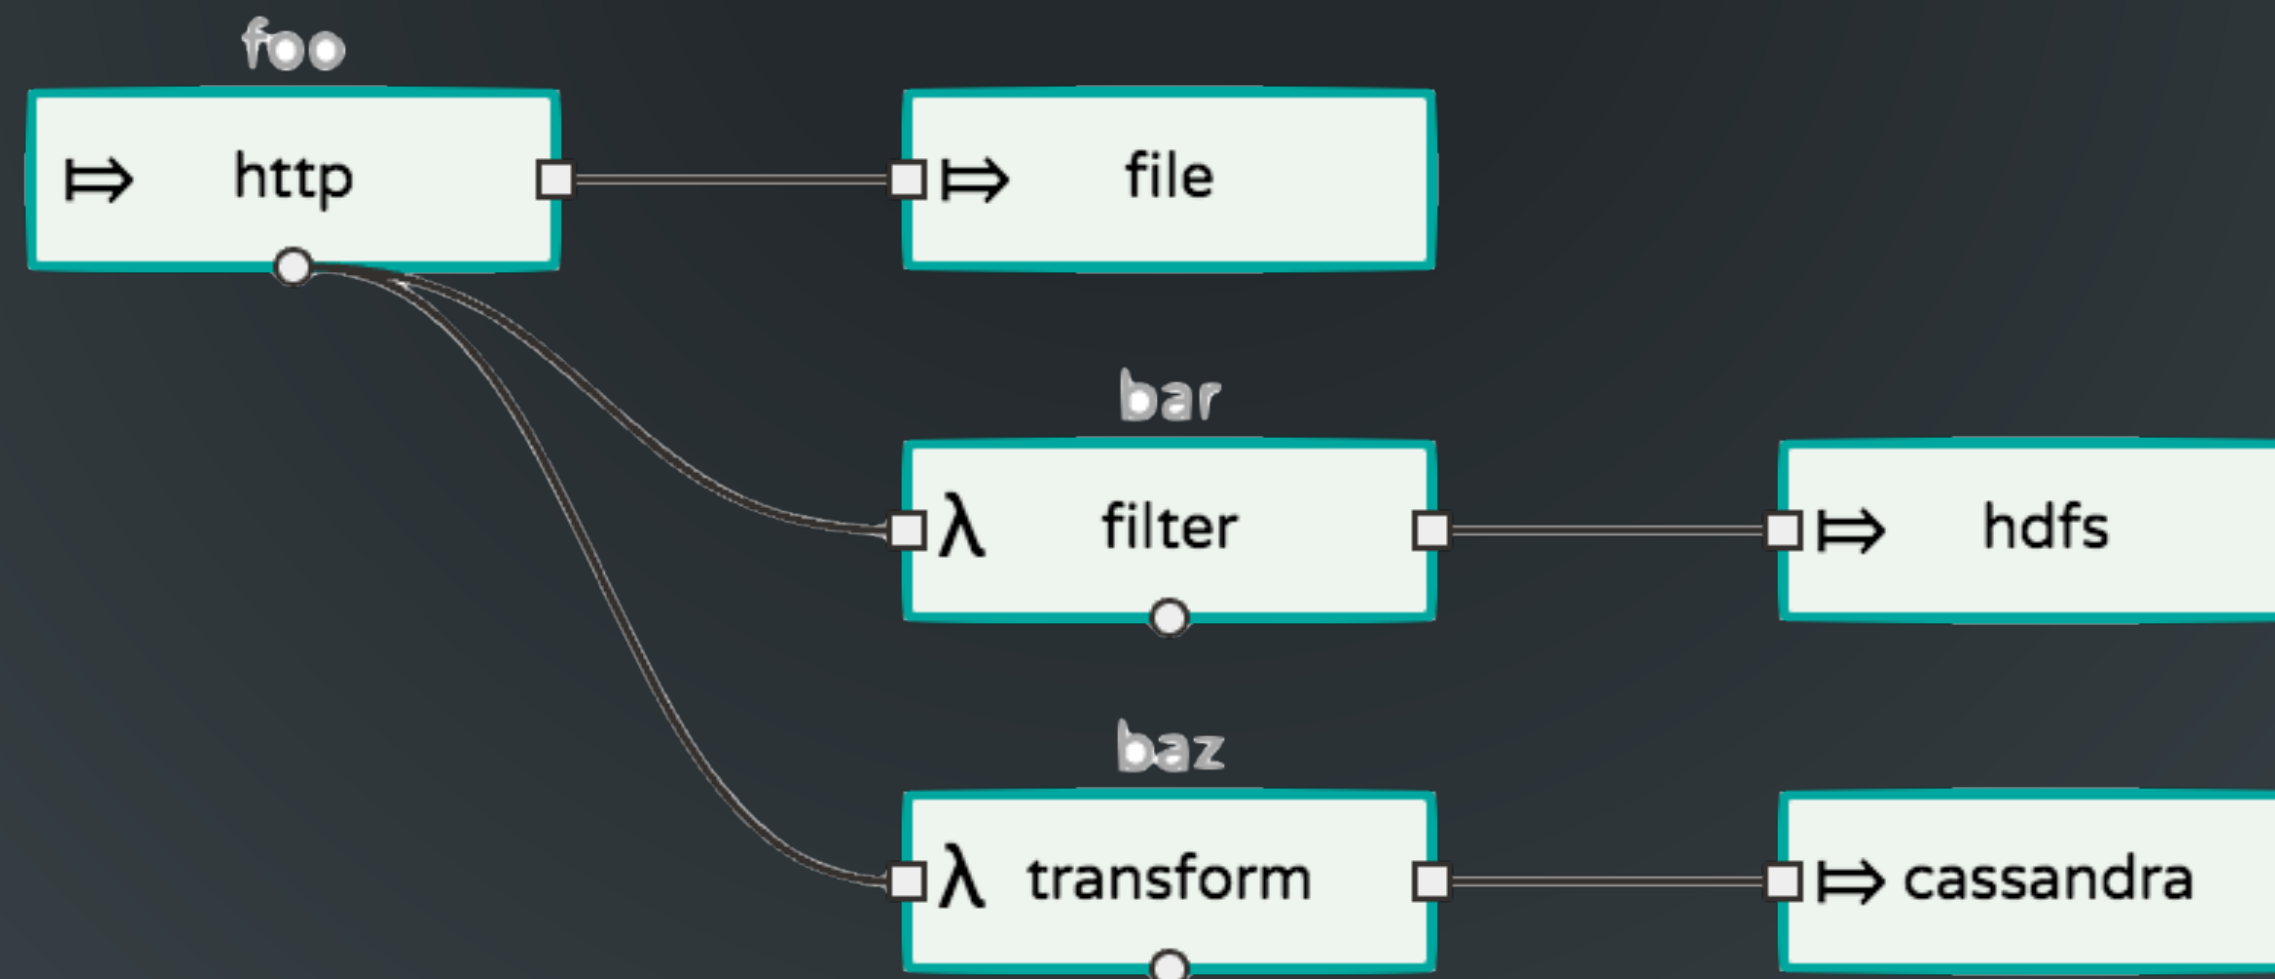 foo
http
file
bar
λ filter
hdfs
baz
λ transform
cassandra